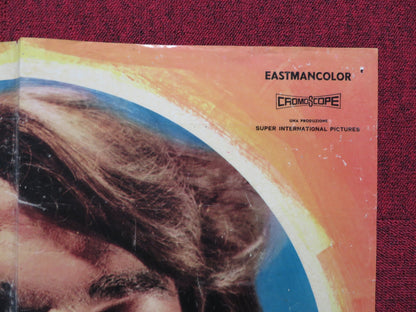 EASTMANCOLOR
CROMOSCOPE
UNA PRODUZIONE
SUPER INTERNATIONAL PICTURES